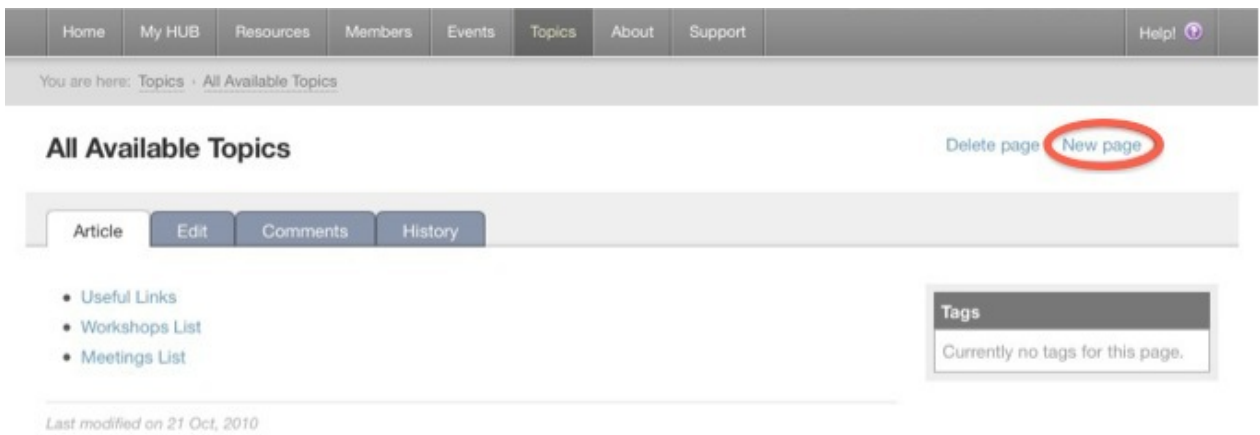 Home My HUB Resources Members Events Topics About Support Help! ?
You are here: Topics › All Available Topics
All Available Topics
Delete page New page
Article Edit Comments History
• Useful Links
• Workshops List
• Meetings List
Tags
Currently no tags for this page.
Last modified on 21 Oct, 2010